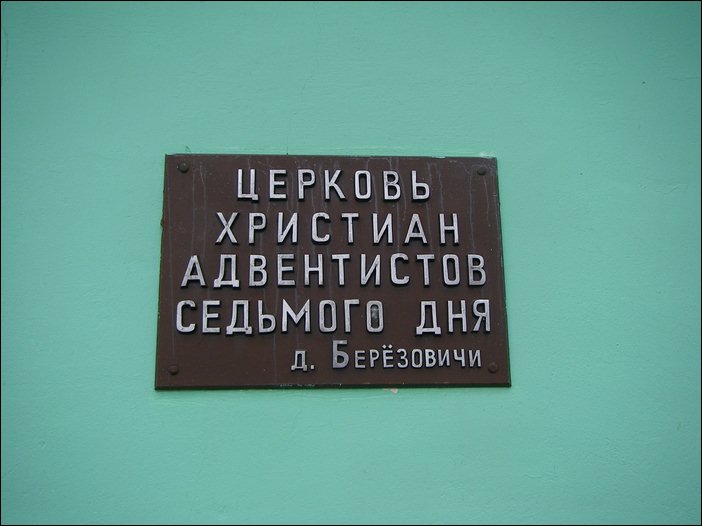 ЦЕРКОВЬ
ХРИСТИАН
АДВЕНТИСТОВ
СЕДЬМОГО ДНЯ
Д. БЕРЁЗОВИЧИ